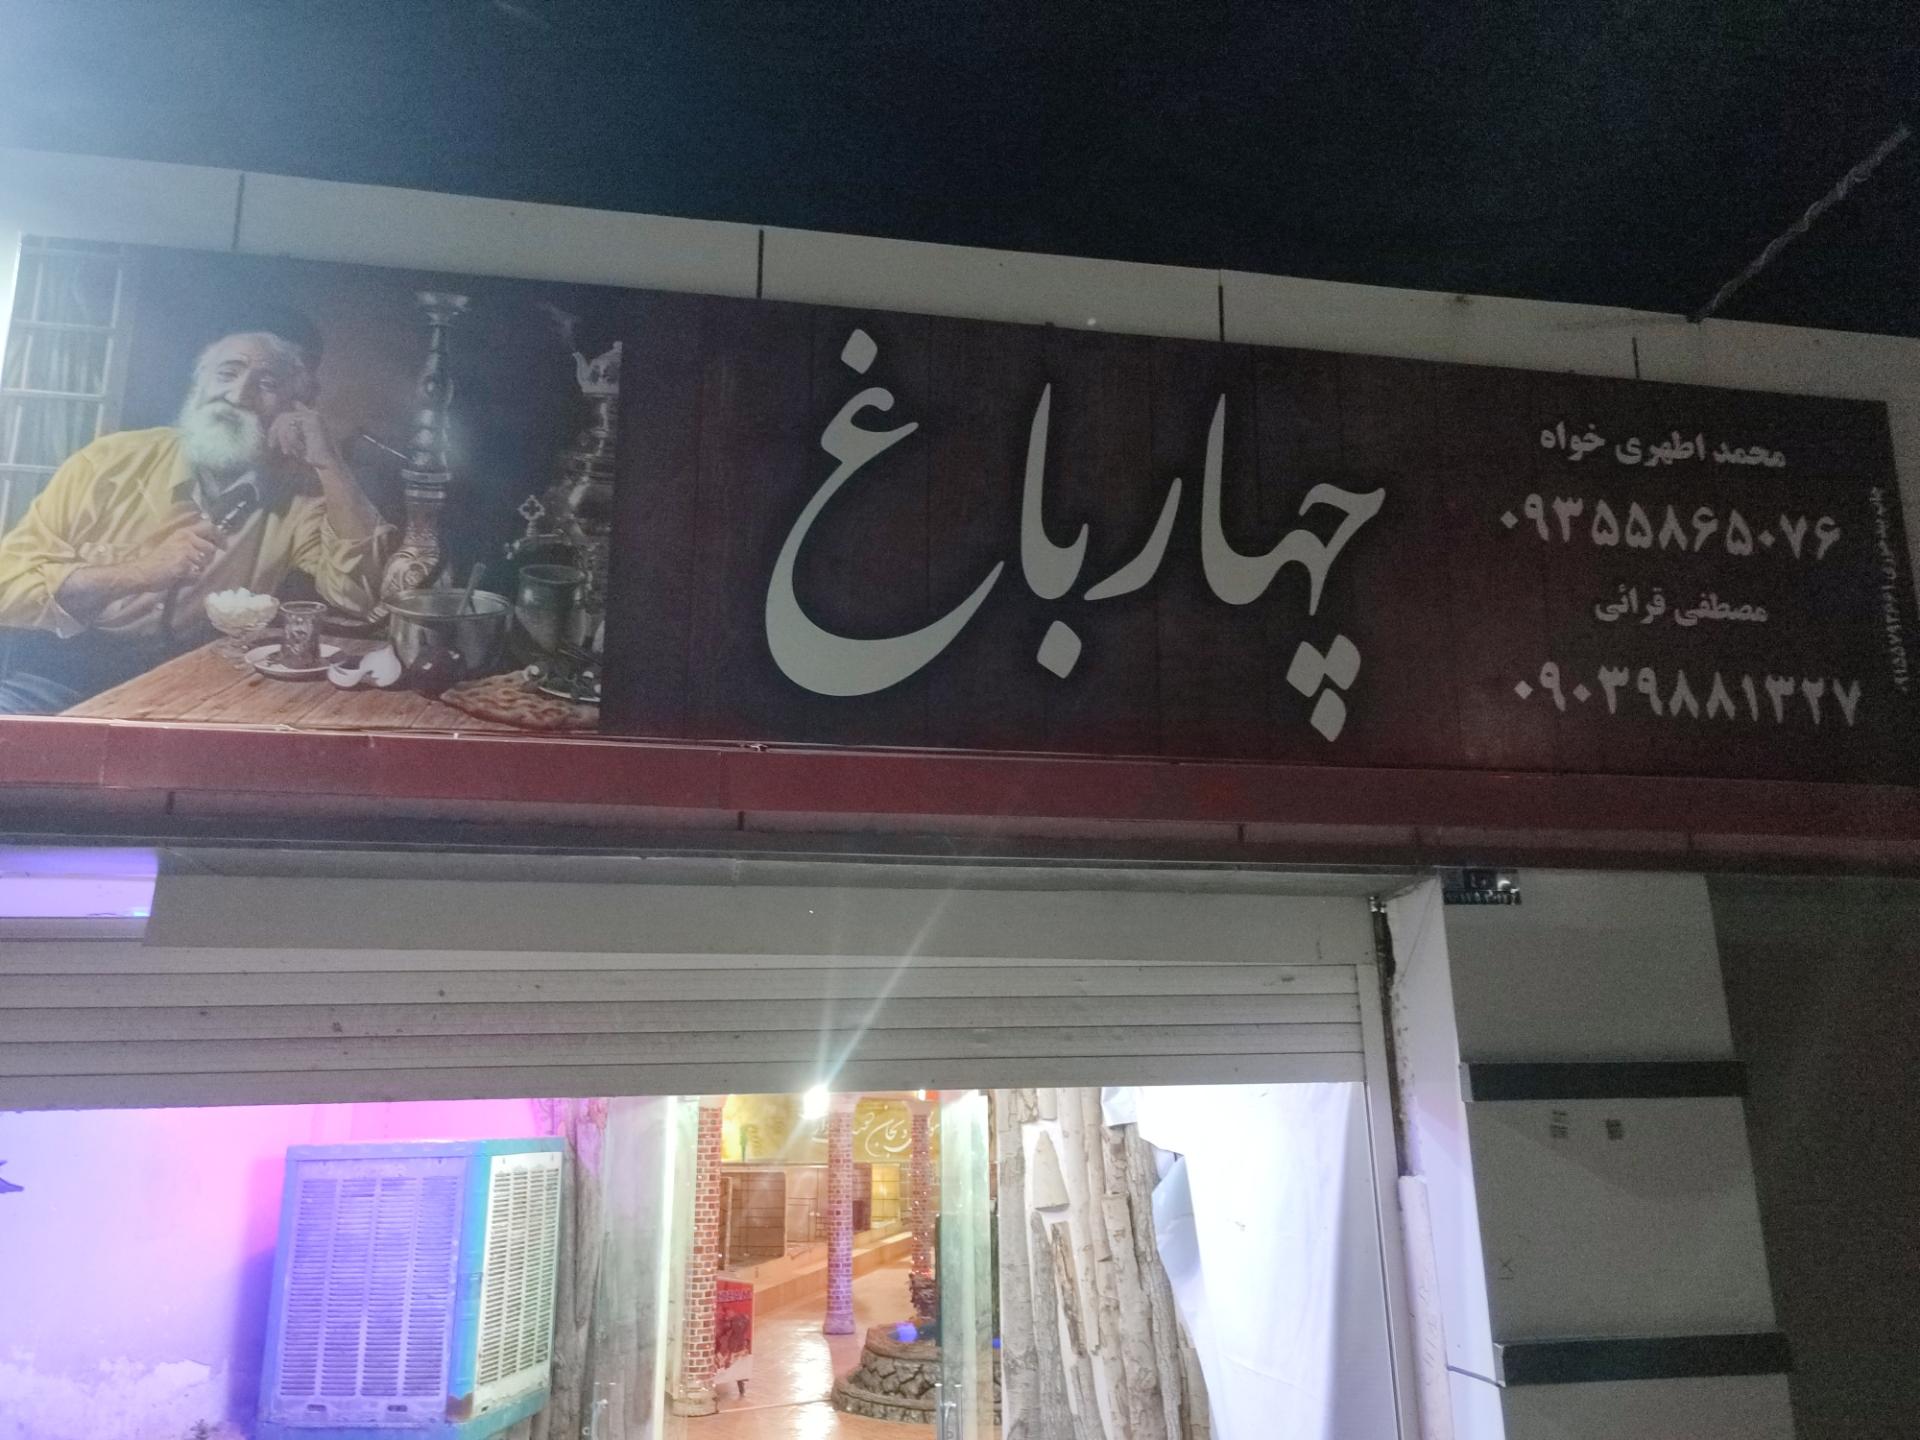 چهارباغ
محمد اطهری خواه
۰۹۳۵۵۸۶۵۰۷۶
مصطفی قرائی
۰۹۰۳۹۸۸۱۳۲۷